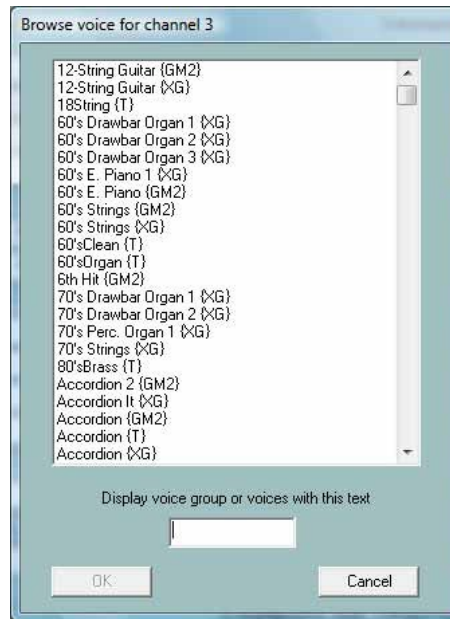 Browse voice for channel 3
12-String Guitar {GM2}
12-String Guitar {XG}
18String {T}
60's Drawbar Organ 1 {XG}
60's Drawbar Organ 2 {XG}
60's Drawbar Organ 3 {XG}
60's E. Piano 1 {XG}
60's E. Piano {GM2}
60's Strings {GM2}
60's Strings {XG}
60'sClean {T}
60'sOrgan {T}
6th Hit {GM2}
70's Drawbar Organ 1 {XG}
70's Drawbar Organ 2 {XG}
70's Perc. Organ 1 {XG}
70's Strings {XG}
80'sBrass {T}
Accordion 2 {GM2}
Accordion It {XG}
Accordion {GM2}
Accordion {T}
Accordion {XG}
Display voice group or voices with this text
OK
Cancel